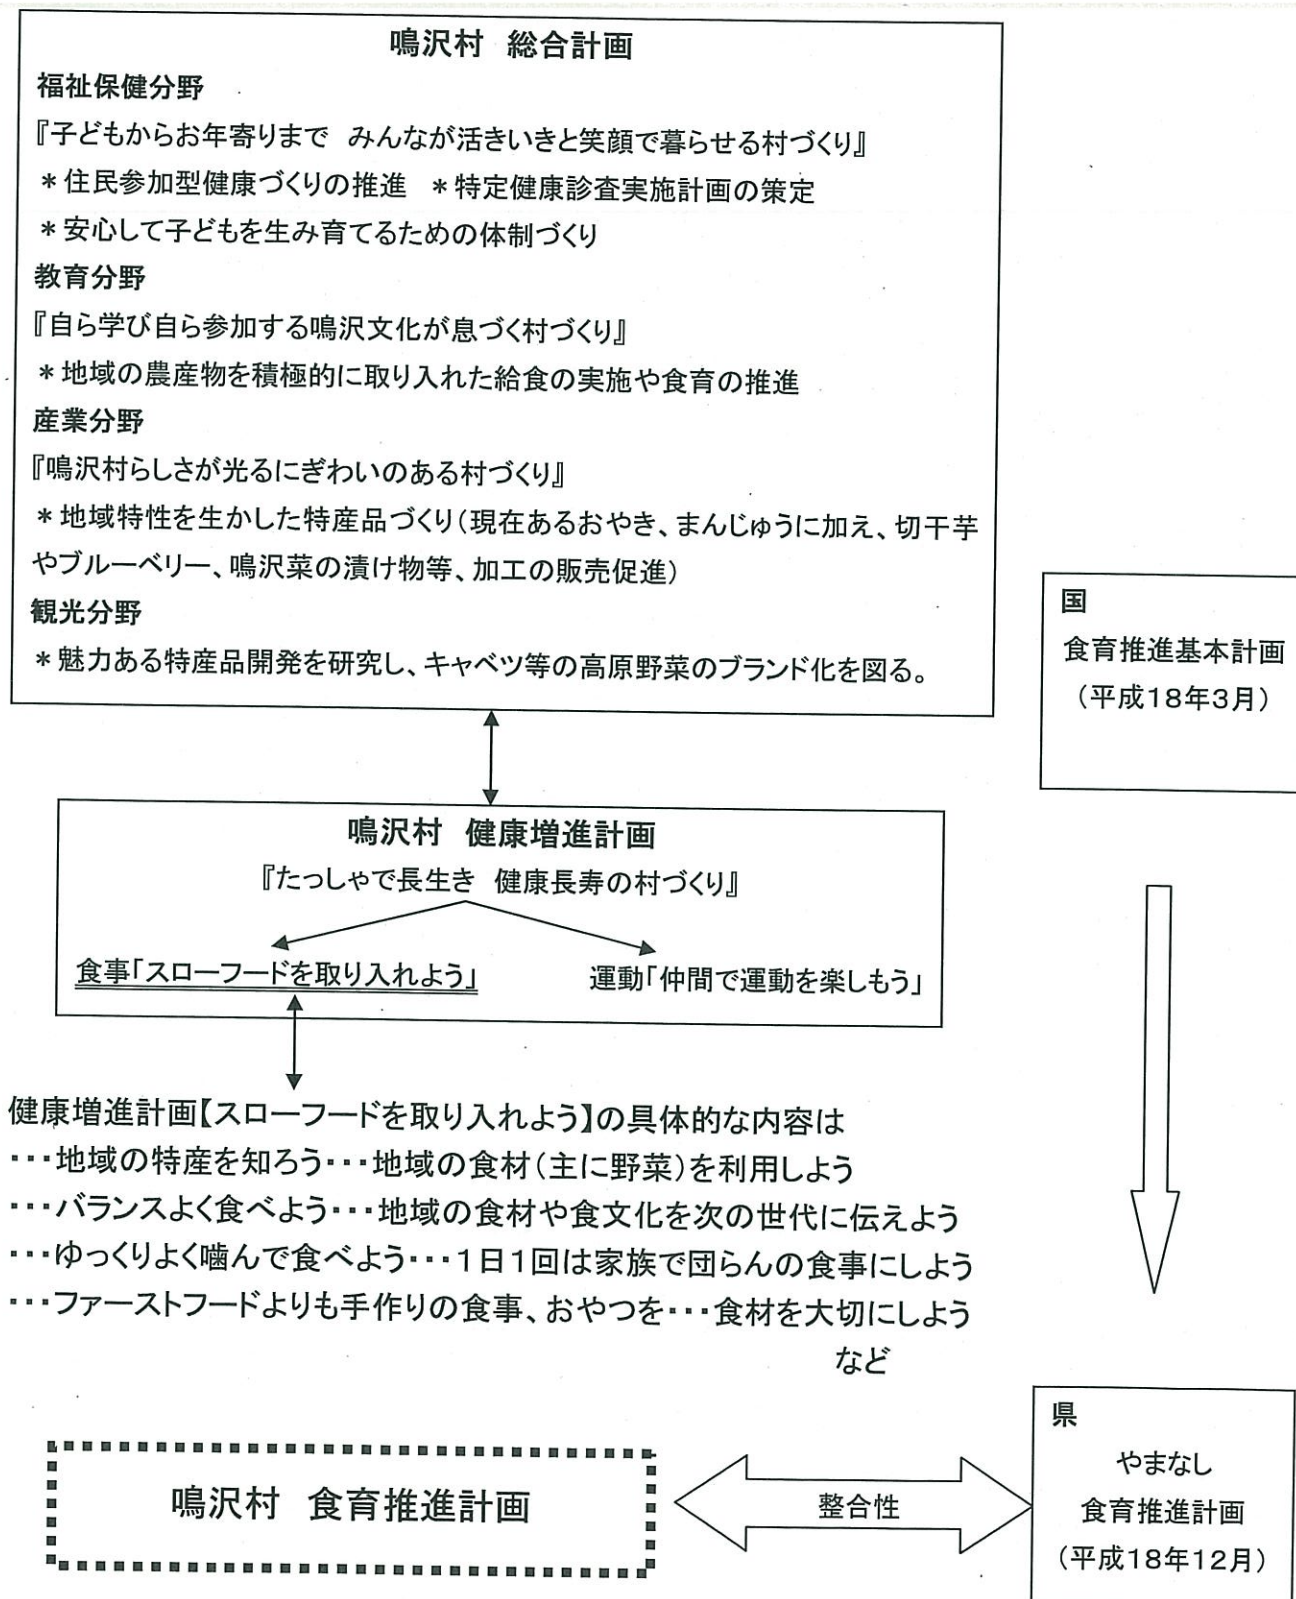 鳴沢村 総合計画
福祉保健分野
『子どもからお年寄りまで みんなが活きいきと笑顔で暮らせる村づくり』
＊住民参加型健康づくりの推進 ＊特定健康診査実施計画の策定
＊安心して子どもを生み育てるための体制づくり
教育分野
『自ら学び自ら参加する鳴沢文化が息づく村づくり』
＊地域の農産物を積極的に取り入れた給食の実施や食育の推進
産業分野
『鳴沢村らしさが光るにぎわいのある村づくり』
＊地域特性を生かした特産品づくり（現在あるおやき、まんじゅうに加え、切干芋
やブルーベリー、鳴沢菜の漬け物等、加工の販売促進）
観光分野
＊魅力ある特産品開発を研究し、キャベツ等の高原野菜のブランド化を図る。
国
食育推進基本計画
（平成18年3月）
鳴沢村 健康増進計画
『たっしゃで長生き 健康長寿の村づくり』
食事「スローフードを取り入れよう」 運動「仲間で運動を楽しもう」
健康増進計画【スローフードを取り入れよう】の具体的な内容は
･･･地域の特産を知ろう･･･地域の食材（主に野菜）を利用しよう
･･･バランスよく食べよう･･･地域の食材や食文化を次の世代に伝えよう
･･･ゆっくりよく噛んで食べよう･･･1日1回は家族で団らんの食事にしよう
･･･ファーストフードよりも手作りの食事、おやつを･･･食材を大切にしよう
など
鳴沢村 食育推進計画
整合性
県
やまなし
食育推進計画
（平成18年12月）